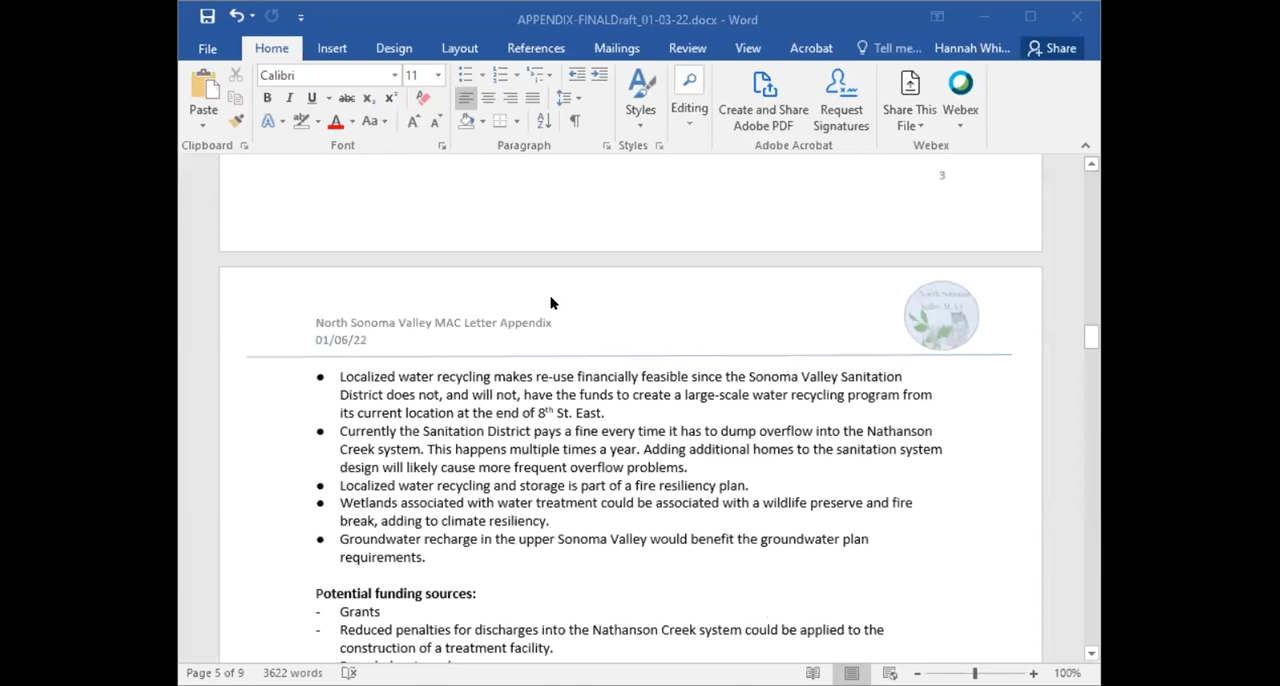 APPENDIX-FINALDraft_01-03-22.docx - Word
File Home Insert Design Layout References Mailings Review View Acrobat Tell me... Hannah Whi... Share
Calibri 11
Paste
B I U abc x₂ x²
A A Aa A A
Styles Editing
Create and Share Adobe PDF
Request Signatures
Share This File
Webex
Clipboard Font Paragraph Styles Adobe Acrobat Webex
3
North Sonoma Valley MAC Letter Appendix
01/06/22
North Sonoma
Valley MAC
● Localized water recycling makes re-use financially feasible since the Sonoma Valley Sanitation
District does not, and will not, have the funds to create a large-scale water recycling program from
its current location at the end of 8th St. East.
● Currently the Sanitation District pays a fine every time it has to dump overflow into the Nathanson
Creek system. This happens multiple times a year. Adding additional homes to the sanitation system
design will likely cause more frequent overflow problems.
● Localized water recycling and storage is part of a fire resiliency plan.
● Wetlands associated with water treatment could be associated with a wildlife preserve and fire
break, adding to climate resiliency.
● Groundwater recharge in the upper Sonoma Valley would benefit the groundwater plan
requirements.
Potential funding sources:
- Grants
- Reduced penalties for discharges into the Nathanson Creek system could be applied to the
construction of a treatment facility.
Page 5 of 9 3622 words 100%